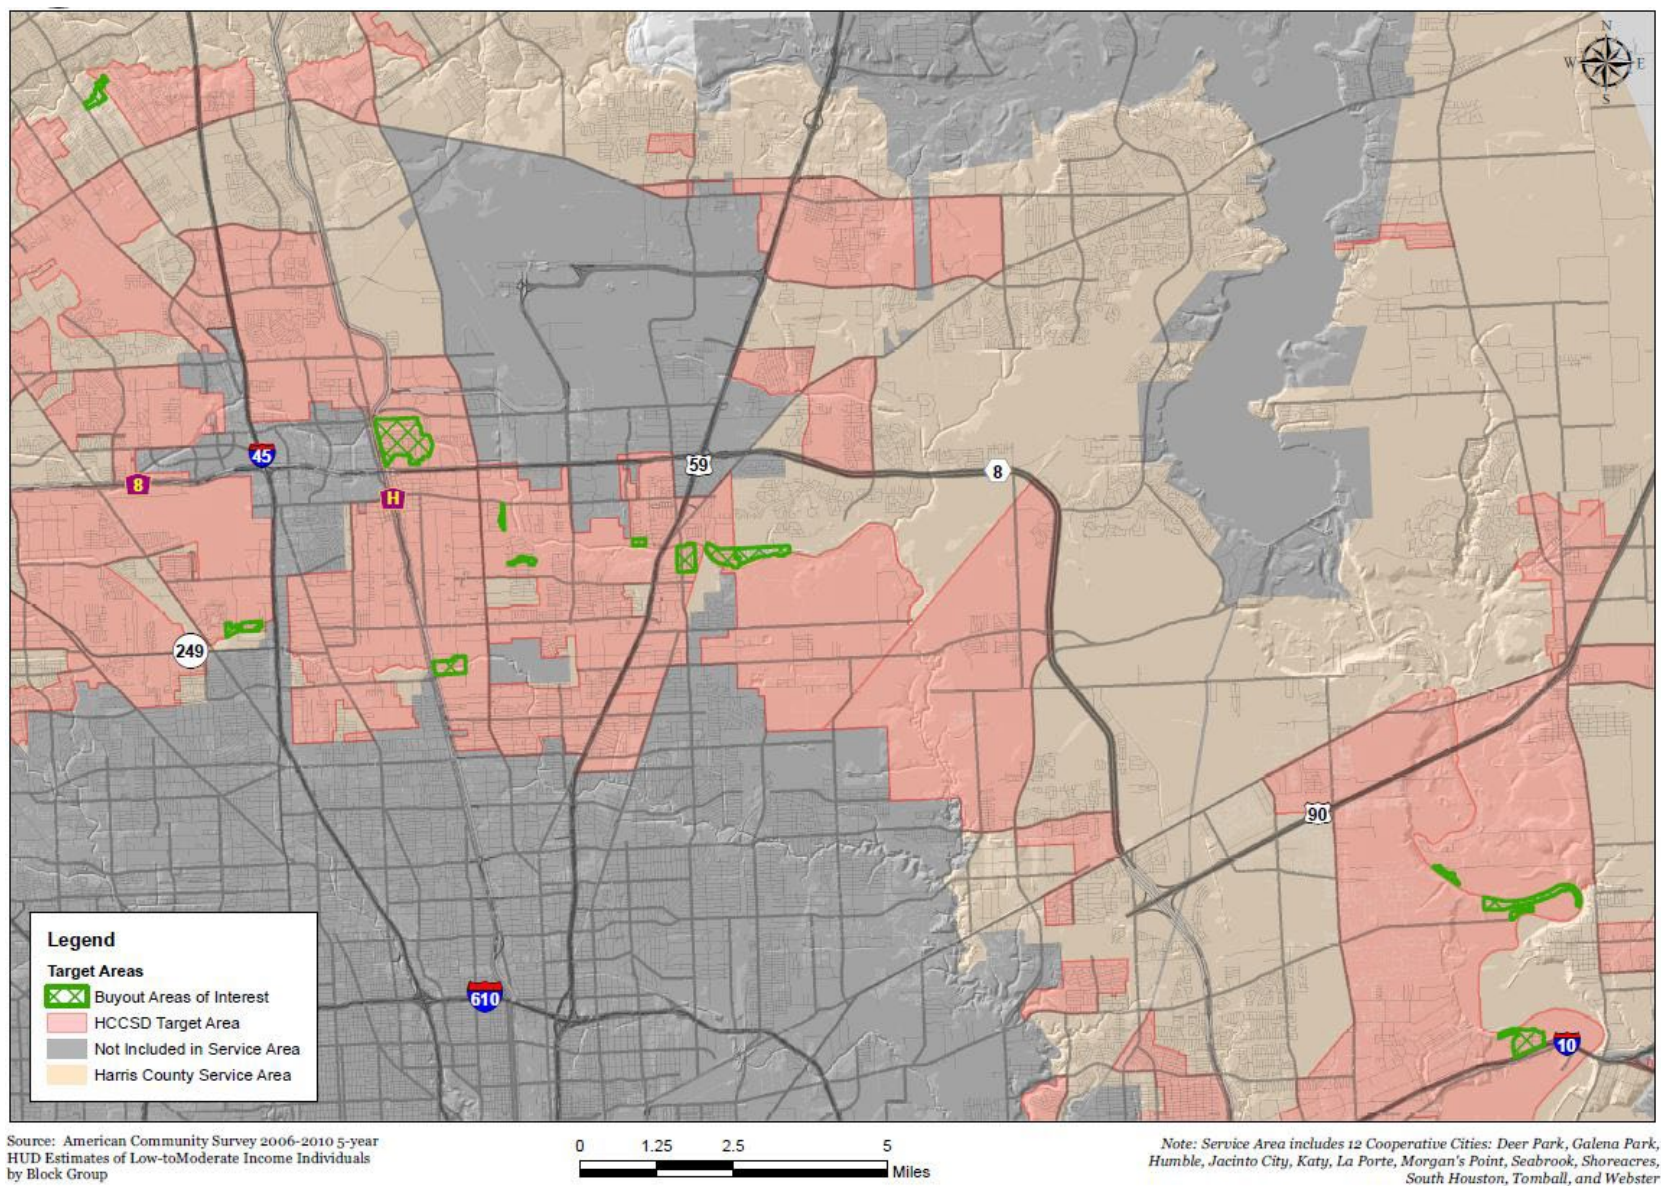 N
W E
S
45
59
8
8
H
249
90
Legend
Target Areas
Buyout Areas of Interest
HCCSD Target Area
Not Included in Service Area
Harris County Service Area
610
10
Source: American Community Survey 2006-2010 5-year
HUD Estimates of Low-toModerate Income Individuals
by Block Group
0 1.25 2.5 5
Miles
Note: Service Area includes 12 Cooperative Cities: Deer Park, Galena Park,
Humble, Jacinto City, Katy, La Porte, Morgan's Point, Seabrook, Shoreacres,
South Houston, Tomball, and Webster